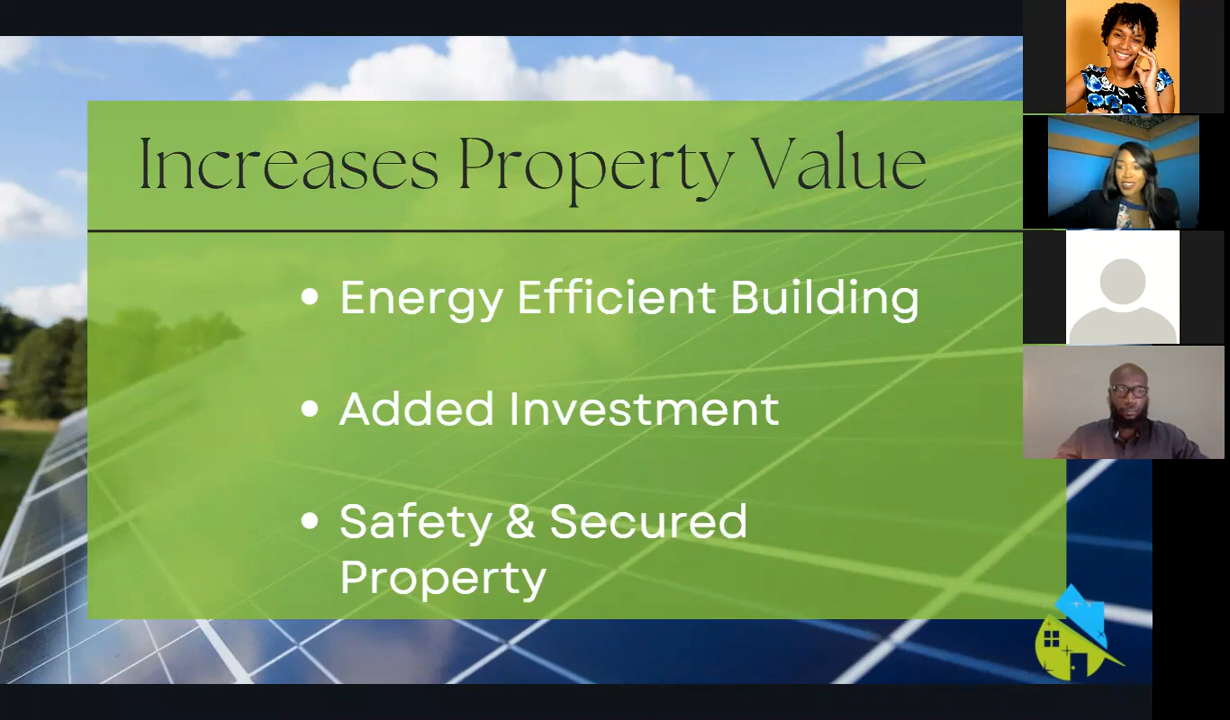 Increases Property Value
• Energy Efficient Building
• Added Investment
• Safety & Secured
Property